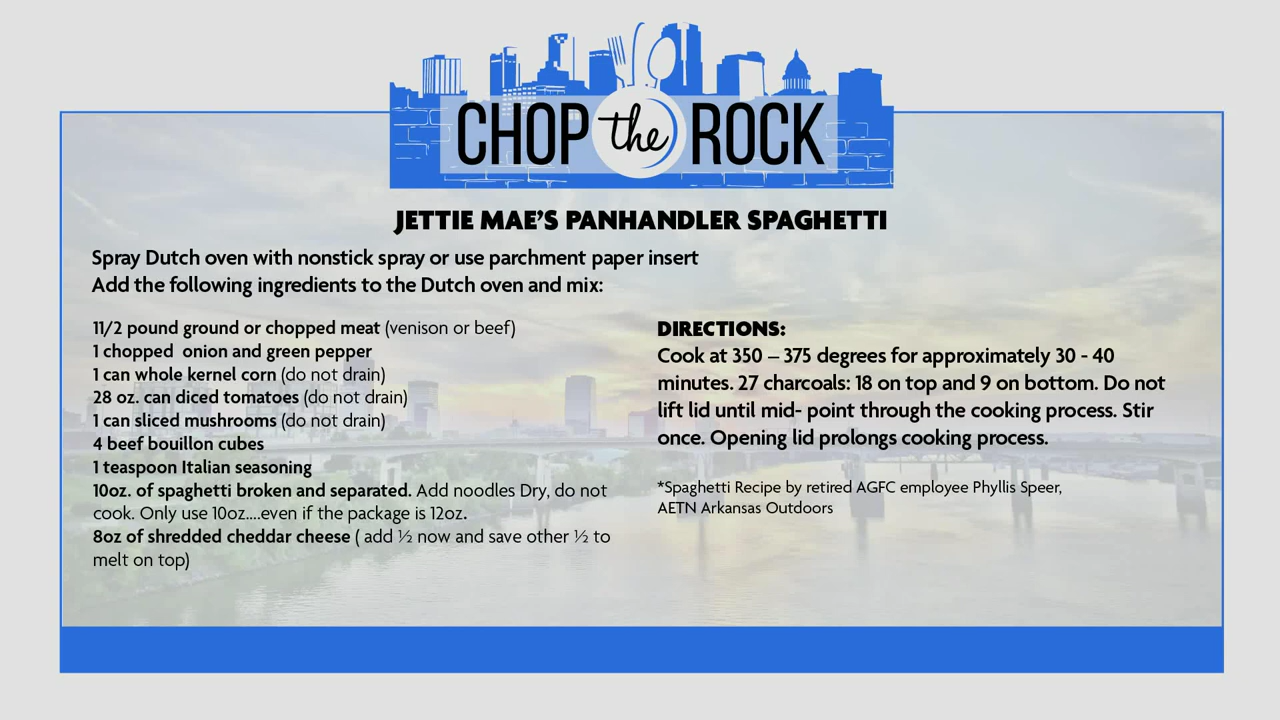 CHOP the ROCK
JETTIE MAE'S PANHANDLER SPAGHETTI
Spray Dutch oven with nonstick spray or use parchment paper insert
Add the following ingredients to the Dutch oven and mix:
11/2 pound ground or chopped meat (venison or beef)
1 chopped  onion and green pepper
1 can whole kernel corn (do not drain)
28 oz. can diced tomatoes (do not drain)
1 can sliced mushrooms (do not drain)
4 beef bouillon cubes
1 teaspoon Italian seasoning
10oz. of spaghetti broken and separated. Add noodles Dry, do not
cook. Only use 10oz....even if the package is 12oz.
8oz of shredded cheddar cheese ( add ½ now and save other ½ to
melt on top)
DIRECTIONS:
Cook at 350 – 375 degrees for approximately 30 - 40
minutes. 27 charcoals: 18 on top and 9 on bottom. Do not
lift lid until mid- point through the cooking process. Stir
once. Opening lid prolongs cooking process.
*Spaghetti Recipe by retired AGFC employee Phyllis Speer,
AETN Arkansas Outdoors